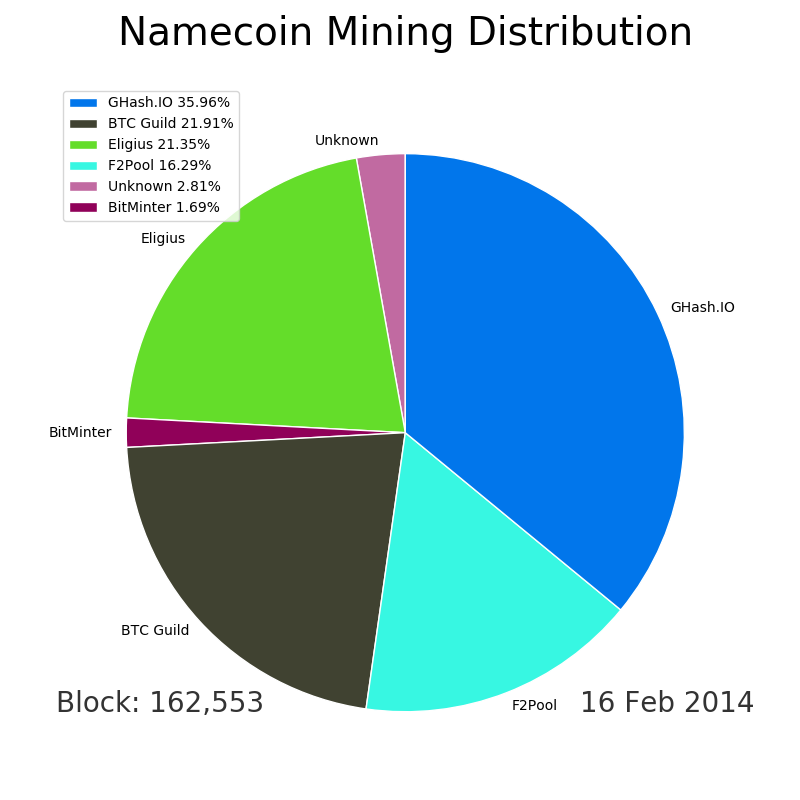 Namecoin Mining Distribution
GHash.IO 35.96%
BTC Guild 21.91%
Eligius 21.35%
F2Pool 16.29%
Unknown 2.81%
BitMinter 1.69%
Unknown
Eligius
GHash.IO
BitMinter
BTC Guild
F2Pool
Block: 162,553
16 Feb 2014